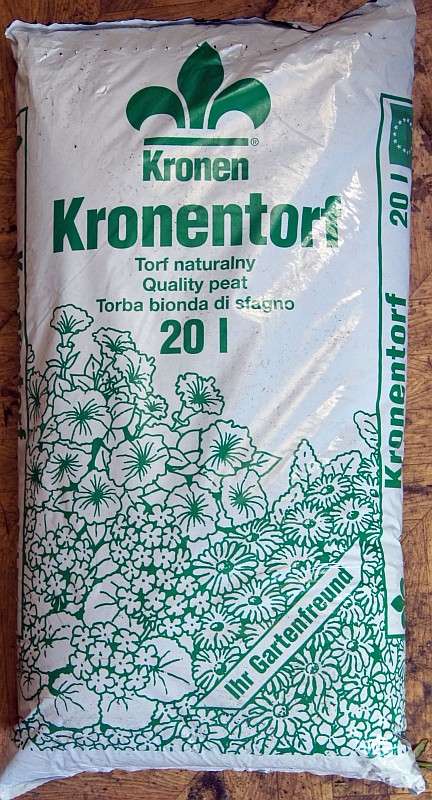 ®
Kronen
Kronentorf
Torf naturalny
Quality peat
Torba bionda di sfagno
20 l
Ihr Gartenfreund
Kronentorf
20 l